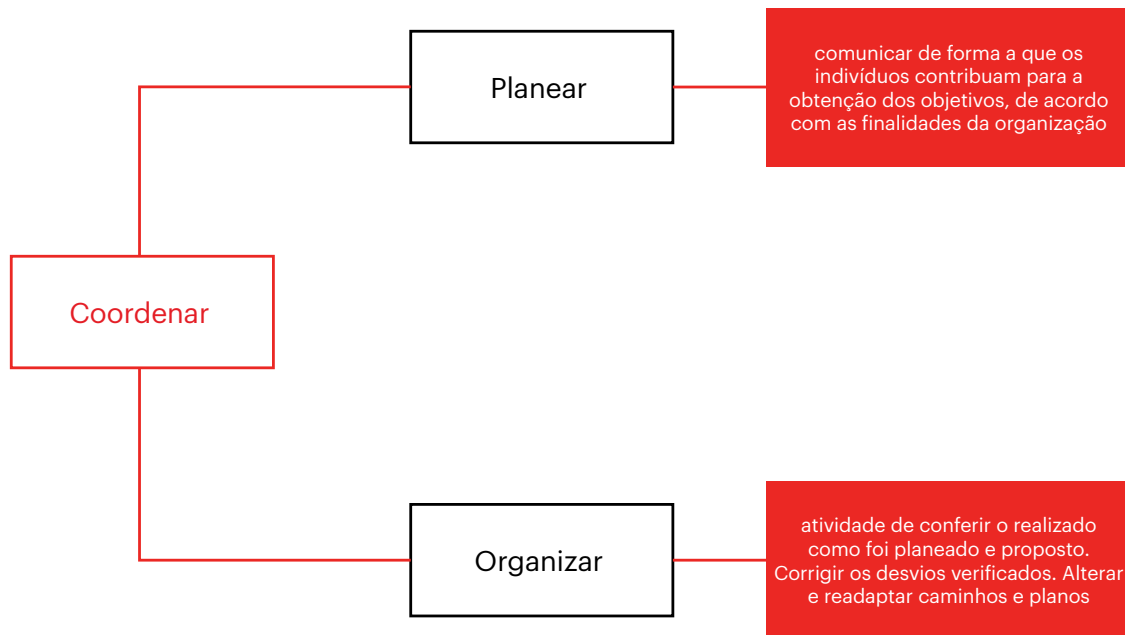 Planear
comunicar de forma a que os
indivíduos contribuam para a
obtenção dos objetivos, de acordo
com as finalidades da organização
Coordenar
Organizar
atividade de conferir o realizado
como foi planeado e proposto.
Corrigir os desvios verificados. Alterar
e readaptar caminhos e planos